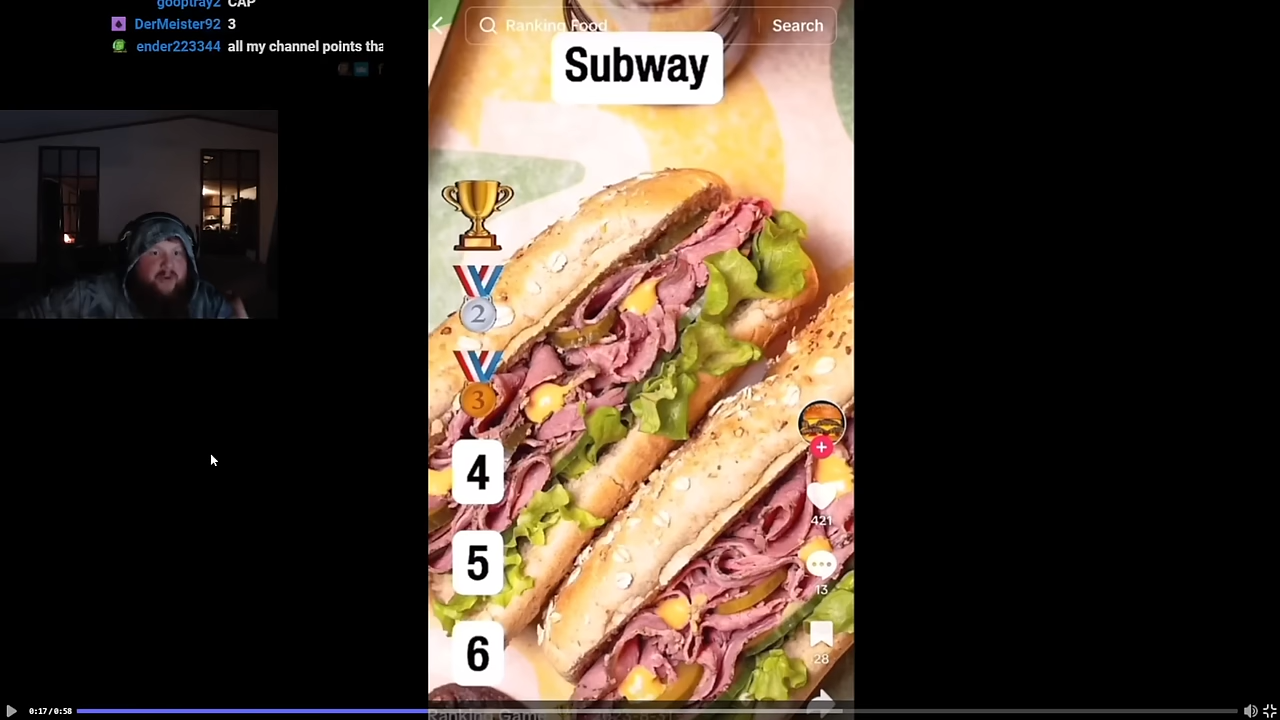 gooptray2 CAP
DerMeister92 3
ender223344 all my channel points tha
Ranking Food
Search
Subway
2
3
4
5
6
421
13
28
0:17/0:58